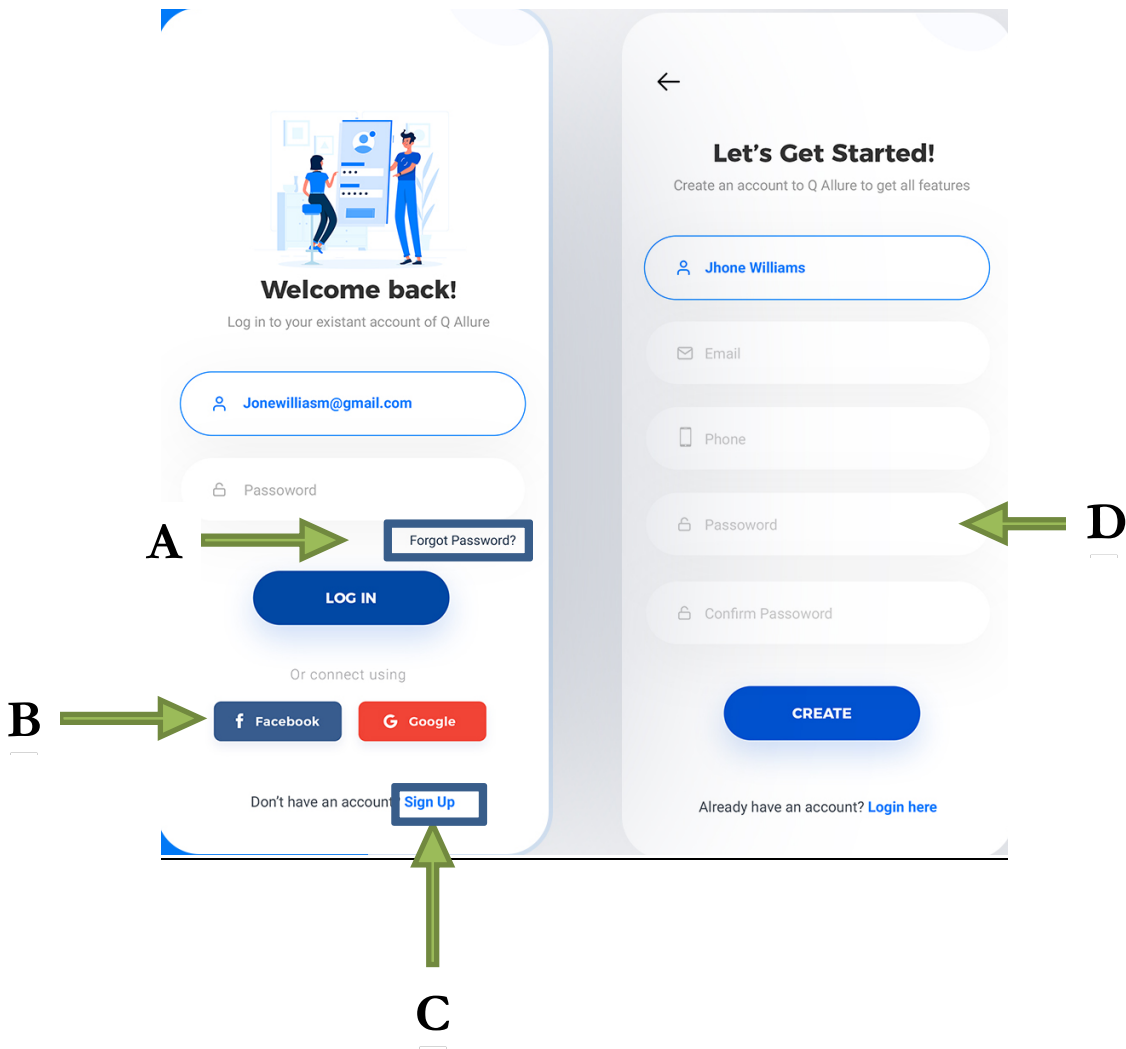 Welcome back!
Log in to your existant account of Q Allure
Jonewilliasm@gmail.com
Passoword
A
Forgot Password?
LOG IN
Or connect using
B
f Facebook
G Google
Don't have an account? Sign Up
C
Let's Get Started!
Create an account to Q Allure to get all features
Jhone Williams
Email
Phone
Passoword
D
Confirm Passoword
CREATE
Already have an account? Login here